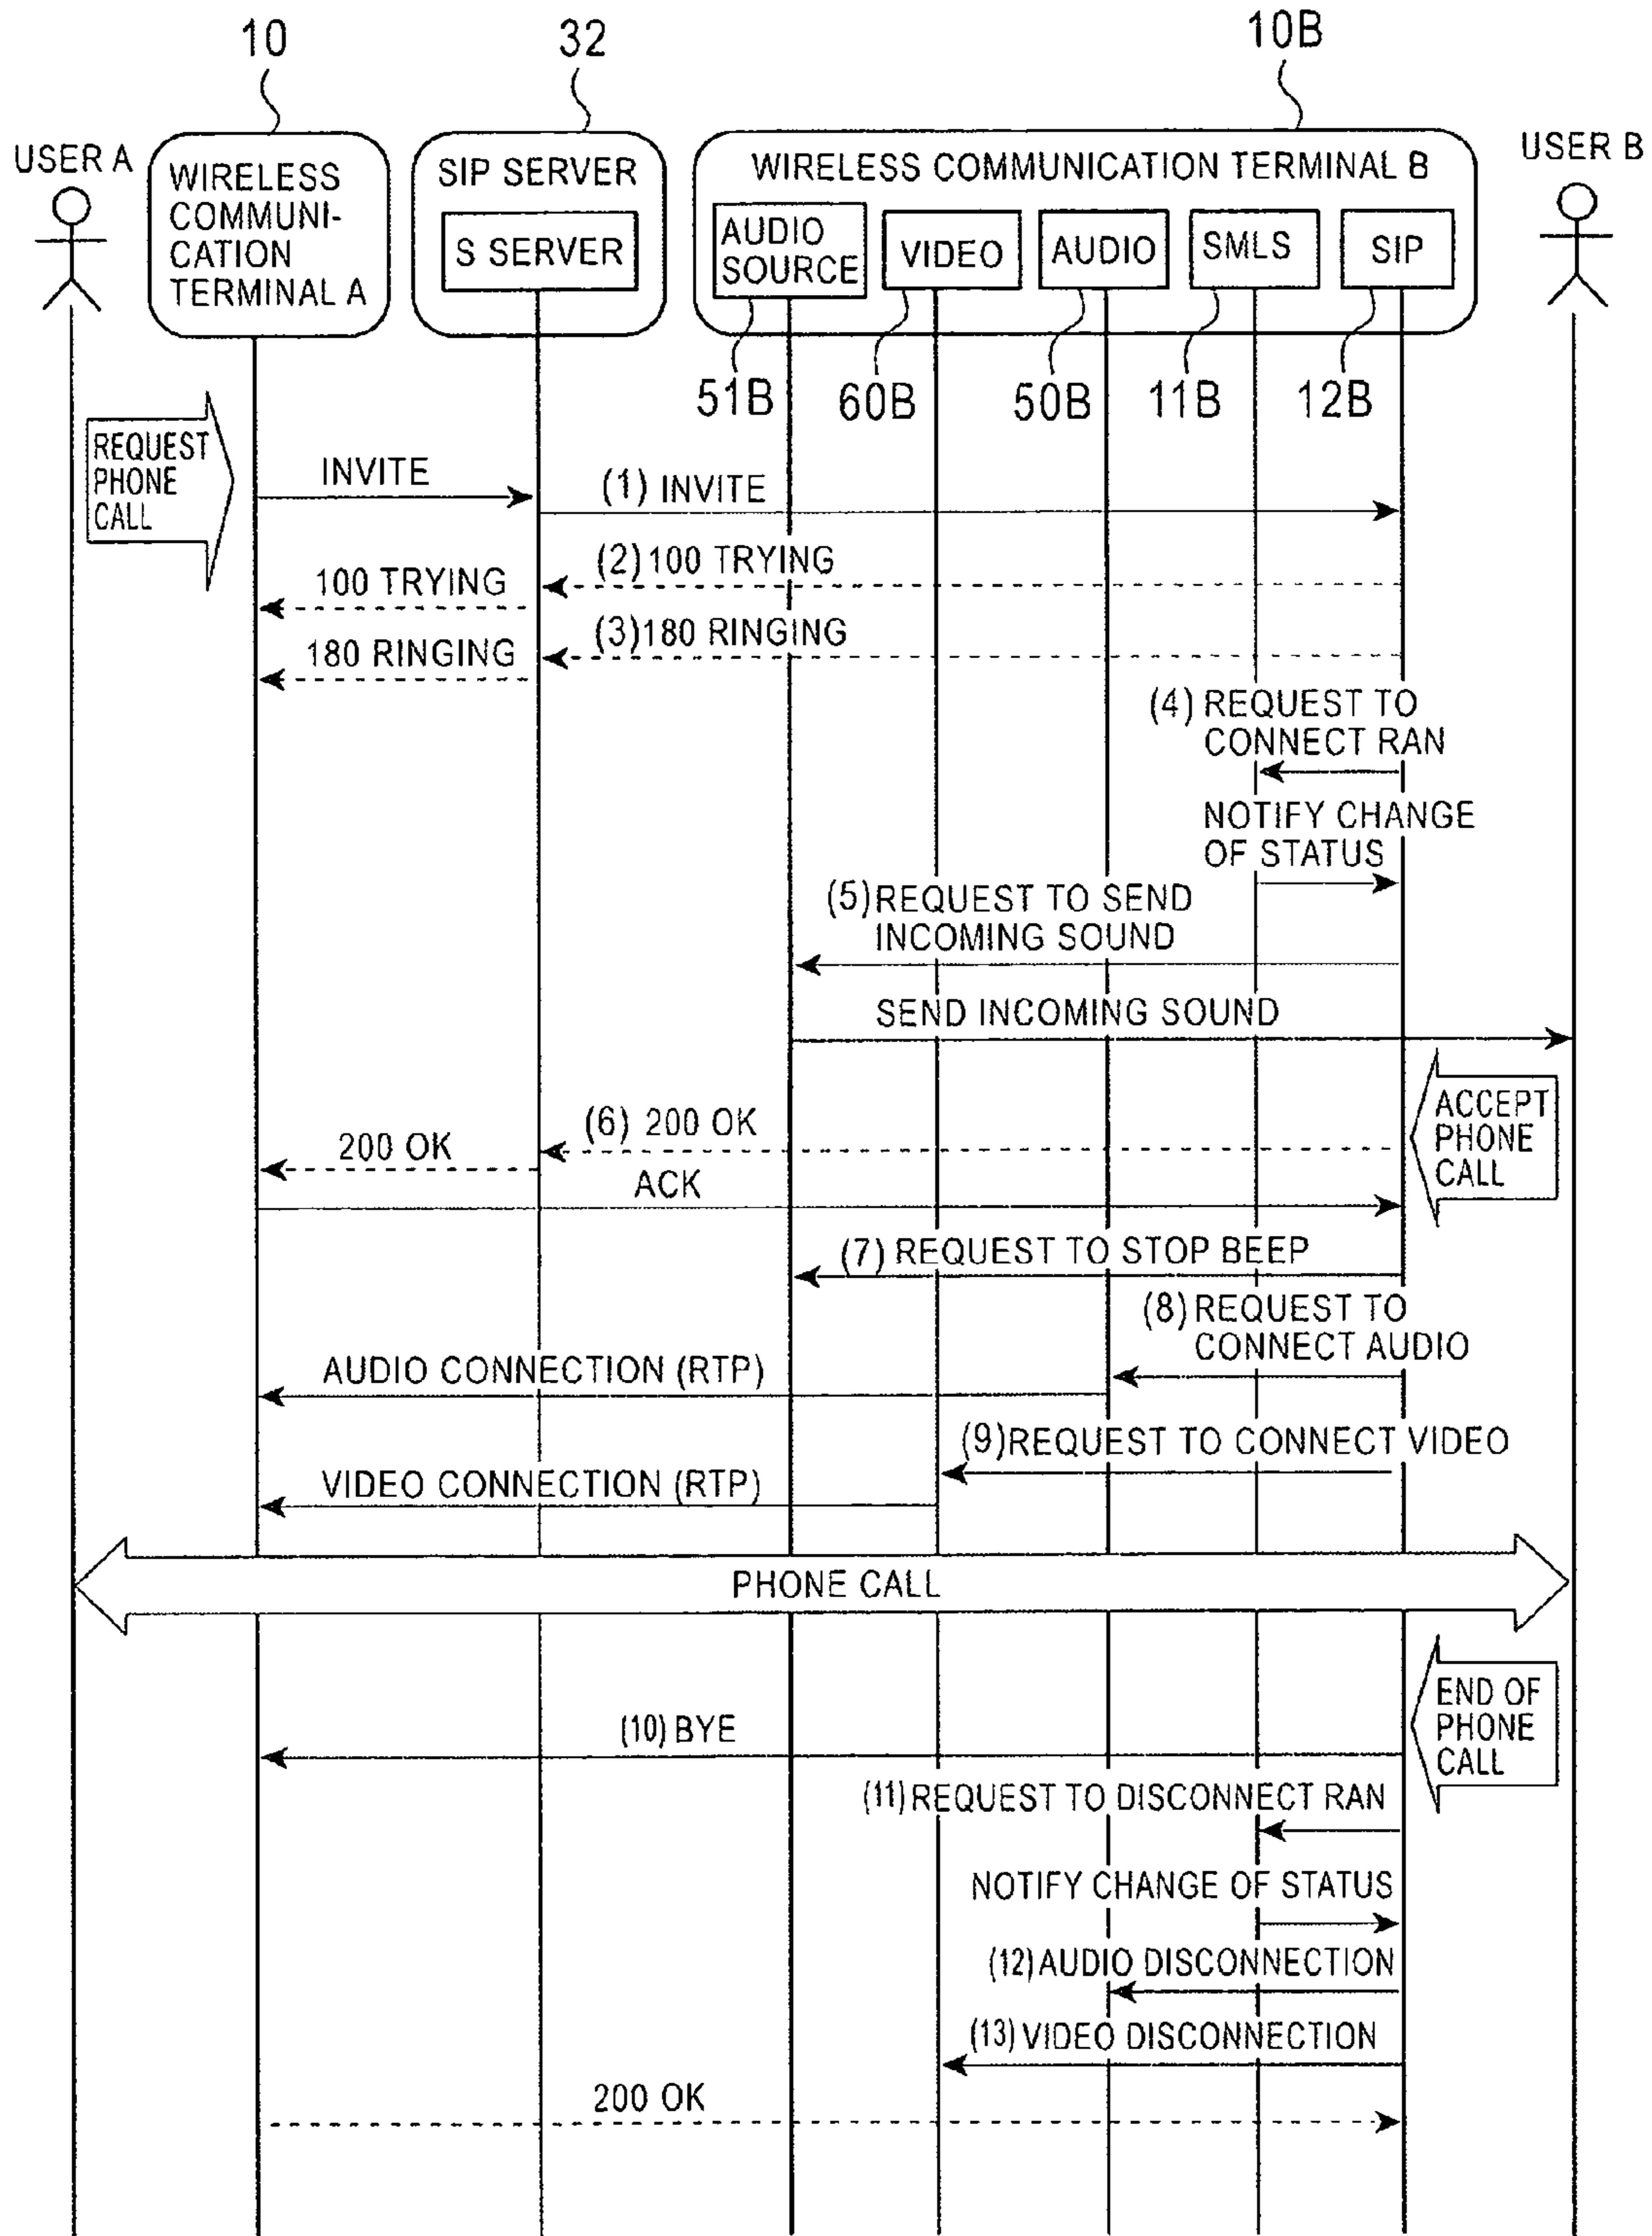 10
32
10B
USER A
WIRELESS
COMMUNI-
CATION
TERMINAL A
SIP SERVER
S SERVER
WIRELESS COMMUNICATION TERMINAL B
AUDIO
SOURCE
VIDEO
AUDIO
SMLS
SIP
USER B
51B
60B
50B
11B
12B
REQUEST
PHONE
CALL
INVITE
(1) INVITE
(2) 100 TRYING
100 TRYING
(3) 180 RINGING
180 RINGING
(4) REQUEST TO
CONNECT RAN
NOTIFY CHANGE
OF STATUS
(5) REQUEST TO SEND
INCOMING SOUND
SEND INCOMING SOUND
ACCEPT
PHONE
CALL
(6) 200 OK
200 OK
ACK
(7) REQUEST TO STOP BEEP
(8) REQUEST TO
CONNECT AUDIO
AUDIO CONNECTION (RTP)
(9) REQUEST TO CONNECT VIDEO
VIDEO CONNECTION (RTP)
PHONE CALL
END OF
PHONE
CALL
(10) BYE
(11) REQUEST TO DISCONNECT RAN
NOTIFY CHANGE OF STATUS
(12) AUDIO DISCONNECTION
(13) VIDEO DISCONNECTION
200 OK